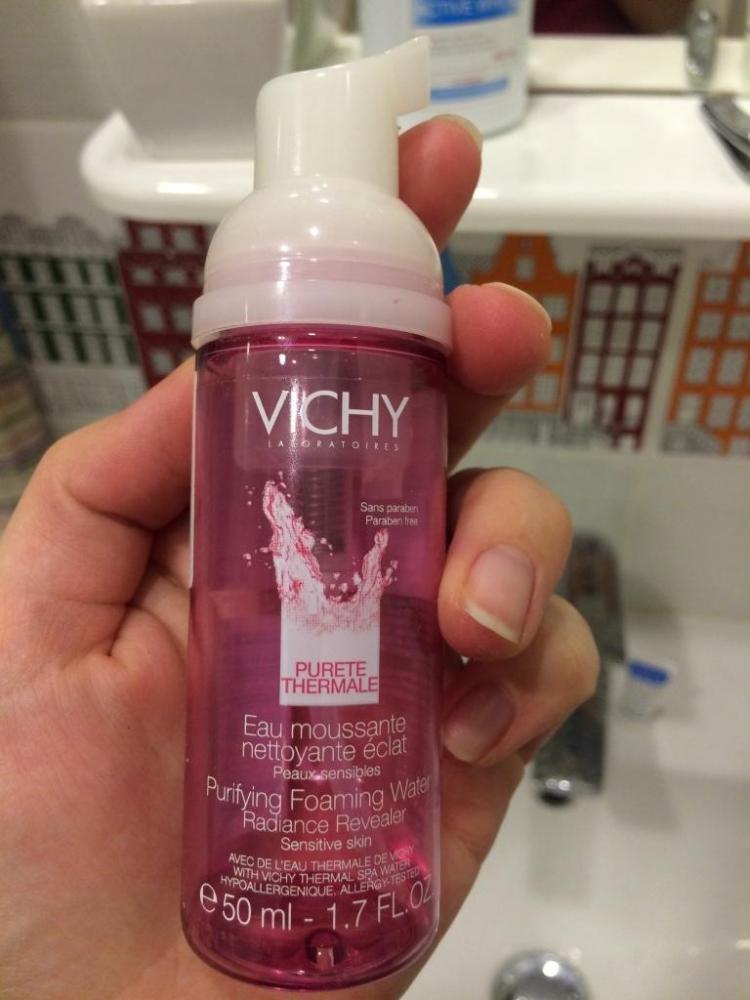 VICHY
LABORATOIRES
Sans paraben
Paraben free
PURETE
THERMALE
Eau moussante
nettoyante éclat
Peaux sensibles
Purifying Foaming Water
Radiance Revealer
Sensitive skin
AVEC DE L'EAU THERMALE DE VICHY
WITH VICHY THERMAL SPA WATER
HYPOALLERGENIQUE. ALLERGY-TESTED
e 50 ml - 1.7 FL.OZ